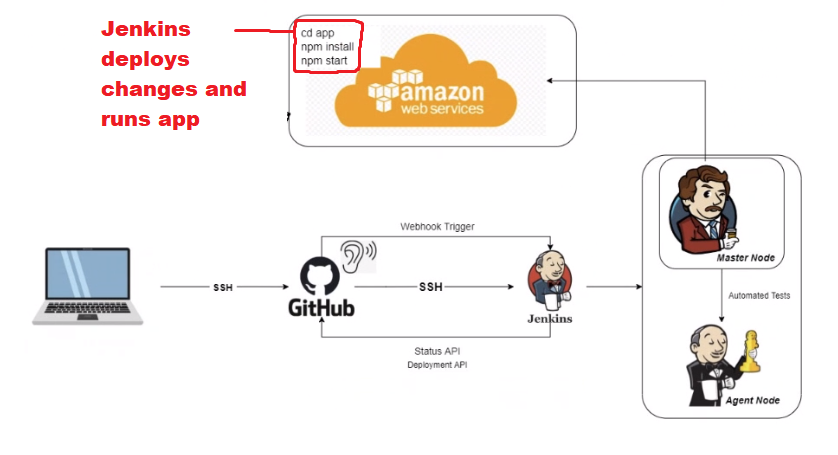 Jenkins
deploys
changes and
runs app
cd app
npm install
npm start
amazon
web services
Webhook Trigger
SSH
GitHub
SSH
Jenkins
Status API
Deployment API
Master Node
Automated Tests
Agent Node